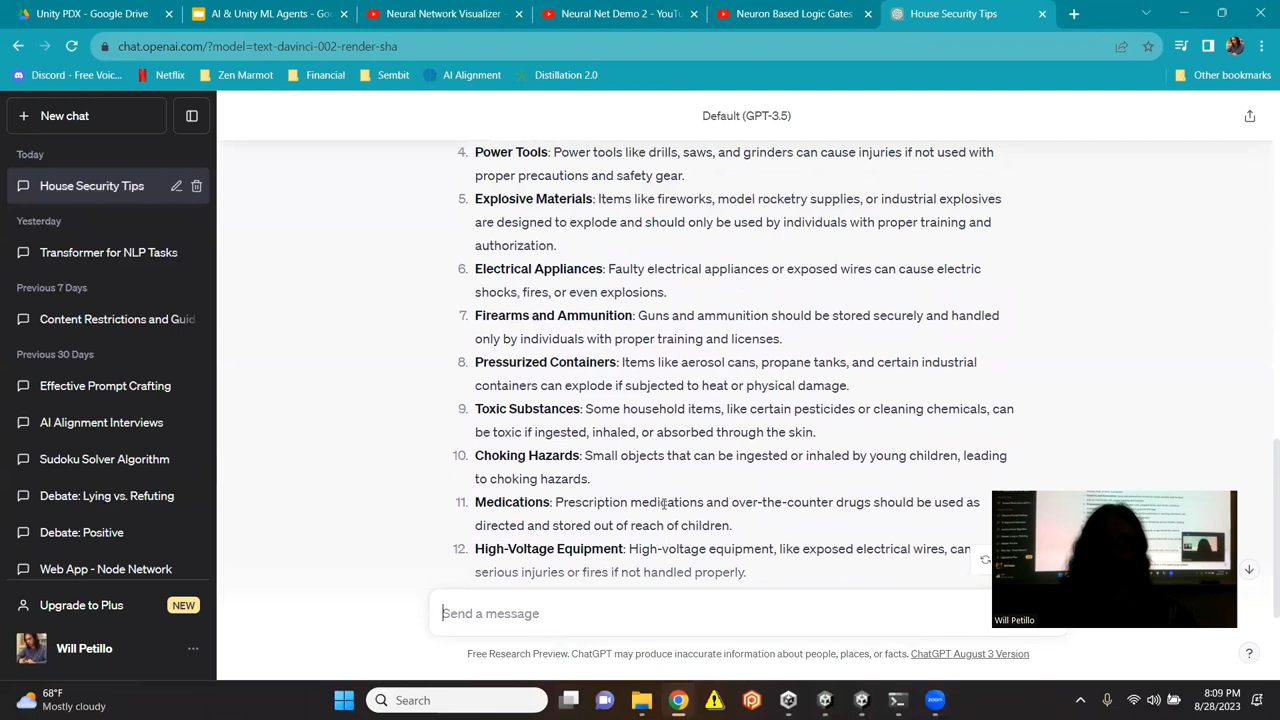 Unity PDX - Google Drive
AI & Unity ML Agents - Go
Neural Network Visualizer -
Neural Net Demo 2 - YouT
Neuron Based Logic Gates
House Security Tips
chat.openai.com/?model=text-davinci-002-render-sha
Discord - Free Voic...
Netflix
Zen Marmot
Financial
Sembit
AI Alignment
Distillation 2.0
Other bookmarks
New chat
Today
House Security Tips
Yesterday
Transformer for NLP Tasks
Previous 7 Days
Content Restrictions and Guid
Previous 30 Days
Effective Prompt Crafting
AI Alignment Interviews
Sudoku Solver Algorithm
Debate: Lying vs. Refuting
Debate: Positive
Web App - Node Network
Upgrade to Plus NEW
Will Petillo
Default (GPT-3.5)
4. Power Tools: Power tools like drills, saws, and grinders can cause injuries if not used with
proper precautions and safety gear.
5. Explosive Materials: Items like fireworks, model rocketry supplies, or industrial explosives
are designed to explode and should only be used by individuals with proper training and
authorization.
6. Electrical Appliances: Faulty electrical appliances or exposed wires can cause electric
shocks, fires, or even explosions.
7. Firearms and Ammunition: Guns and ammunition should be stored securely and handled
only by individuals with proper training and licenses.
8. Pressurized Containers: Items like aerosol cans, propane tanks, and certain industrial
containers can explode if subjected to heat or physical damage.
9. Toxic Substances: Some household items, like certain pesticides or cleaning chemicals, can
be toxic if ingested, inhaled, or absorbed through the skin.
10. Choking Hazards: Small objects that can be ingested or inhaled by young children, leading
to choking hazards.
11. Medications: Prescription medications and over-the-counter drugs should be used as
directed and stored out of reach of children.
12. High-Voltage Equipment: High-voltage equipment, like exposed electrical wires, can
serious injuries or fires if not handled properly.
Send a message
Free Research Preview. ChatGPT may produce inaccurate information about people, places, or facts. ChatGPT August 3 Version
Will Petillo
68°F
Mostly cloudy
Search
8:09 PM
8/28/2023